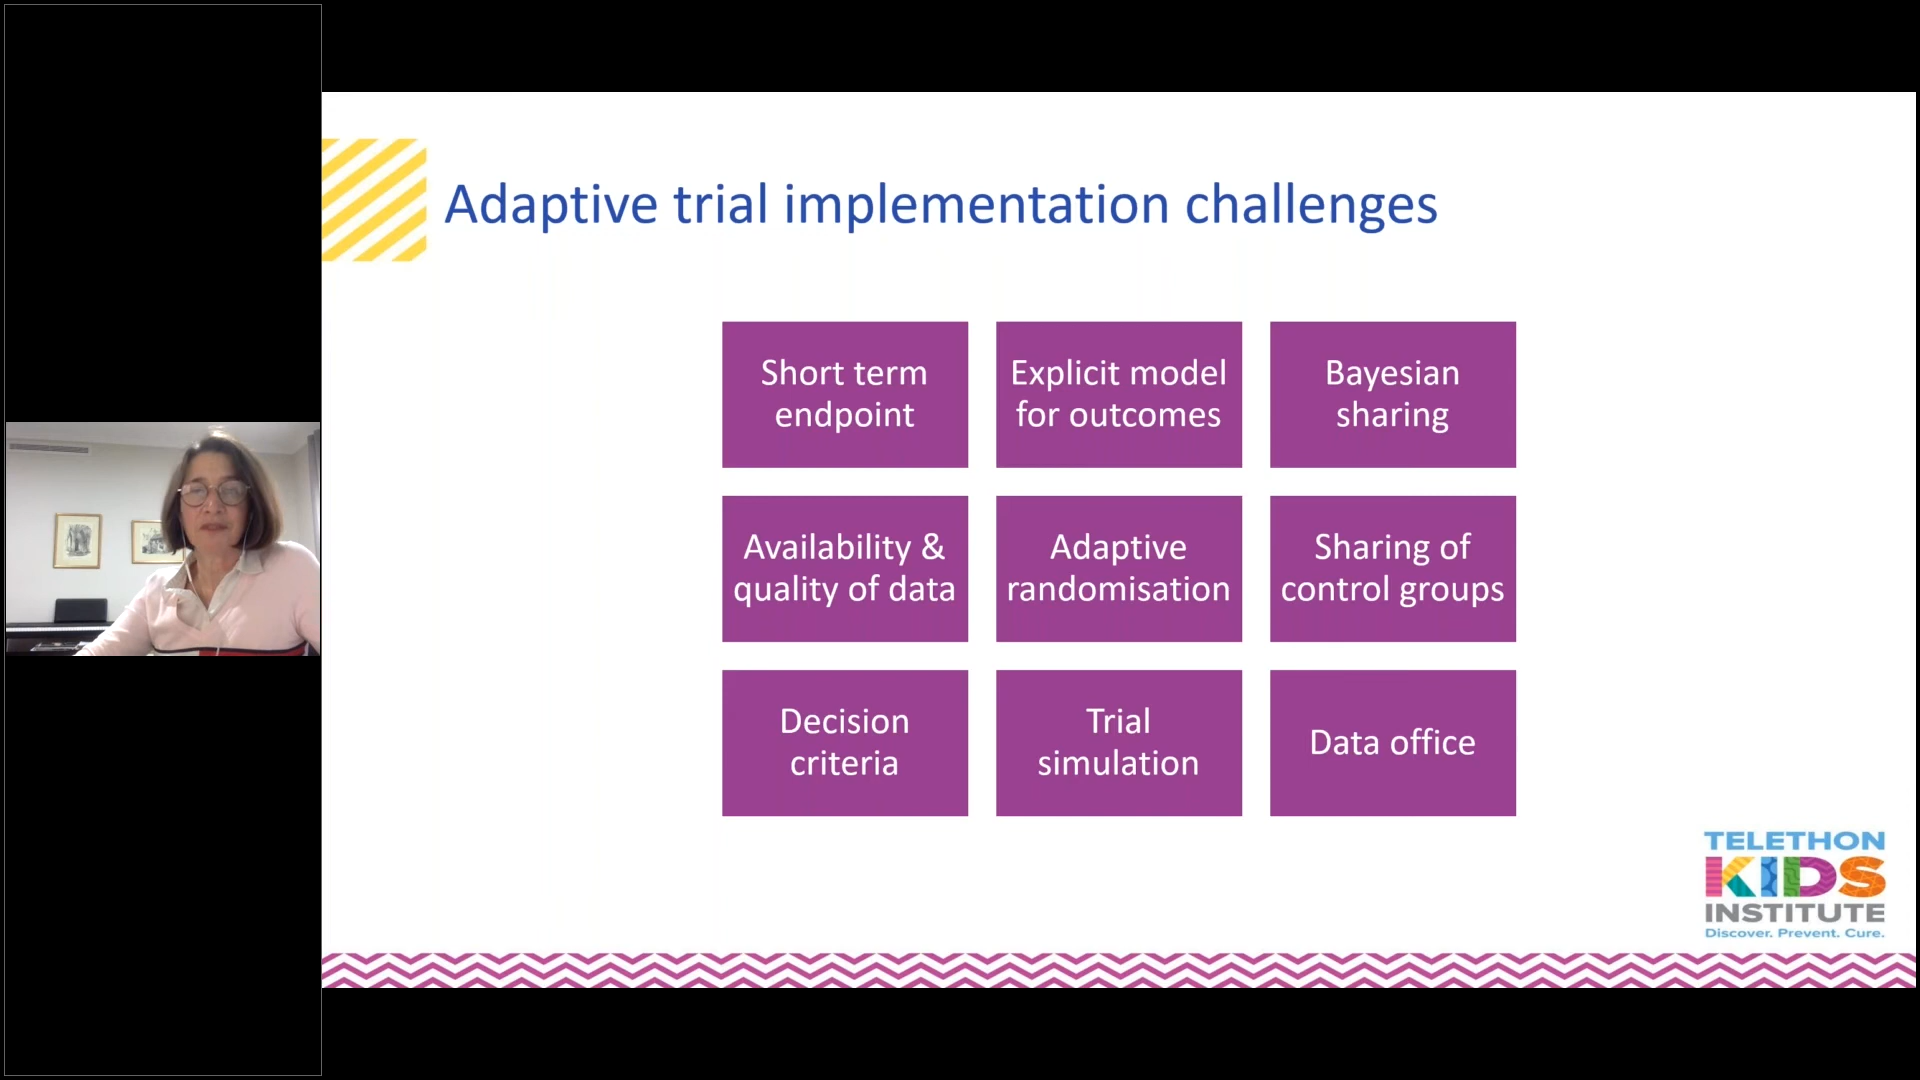 Adaptive trial implementation challenges
Short term
endpoint
Explicit model
for outcomes
Bayesian
sharing
Availability &
quality of data
Adaptive
randomisation
Sharing of
control groups
Decision
criteria
Trial
simulation
Data office
TELETHON
KIDS
INSTITUTE
Discover. Prevent. Cure.